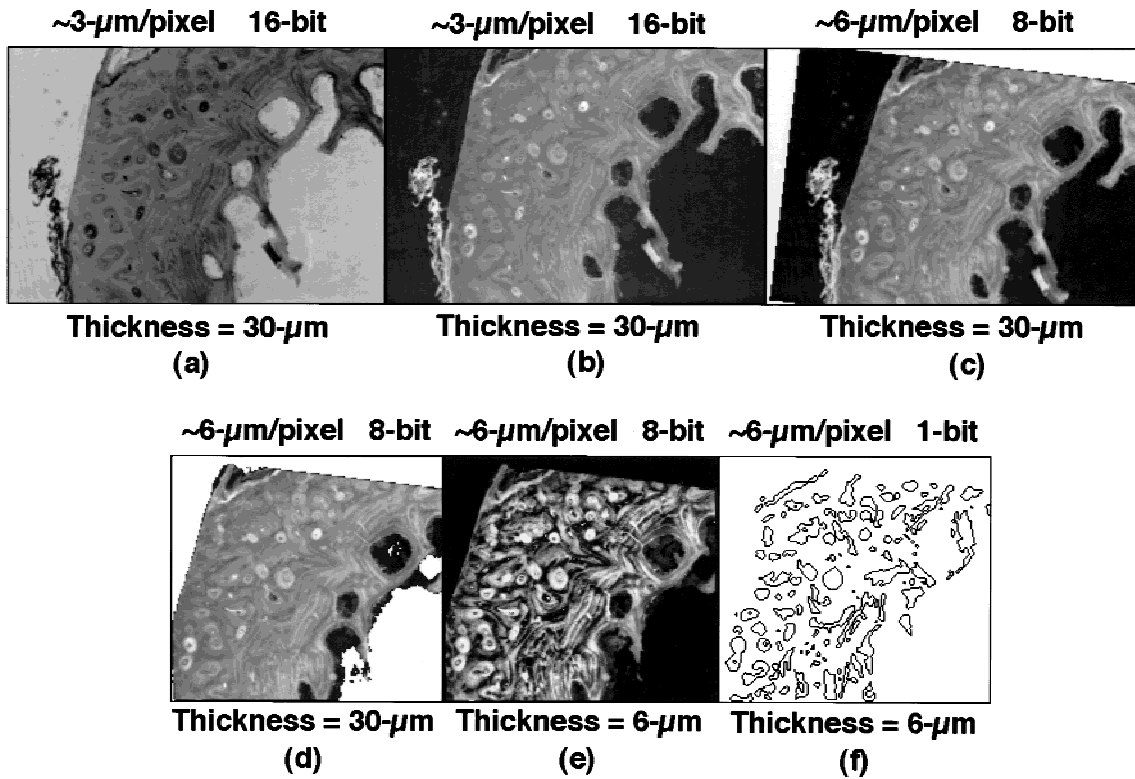 ~3-µm/pixel 16-bit
~3-µm/pixel 16-bit
~6-µm/pixel 8-bit
Thickness = 30-µm
Thickness = 30-µm
Thickness = 30-µm
(a)
(b)
(c)
~6-µm/pixel 8-bit
~6-µm/pixel 8-bit
~6-µm/pixel 1-bit
Thickness = 30-µm
Thickness = 6-µm
Thickness = 6-µm
(d)
(e)
(f)